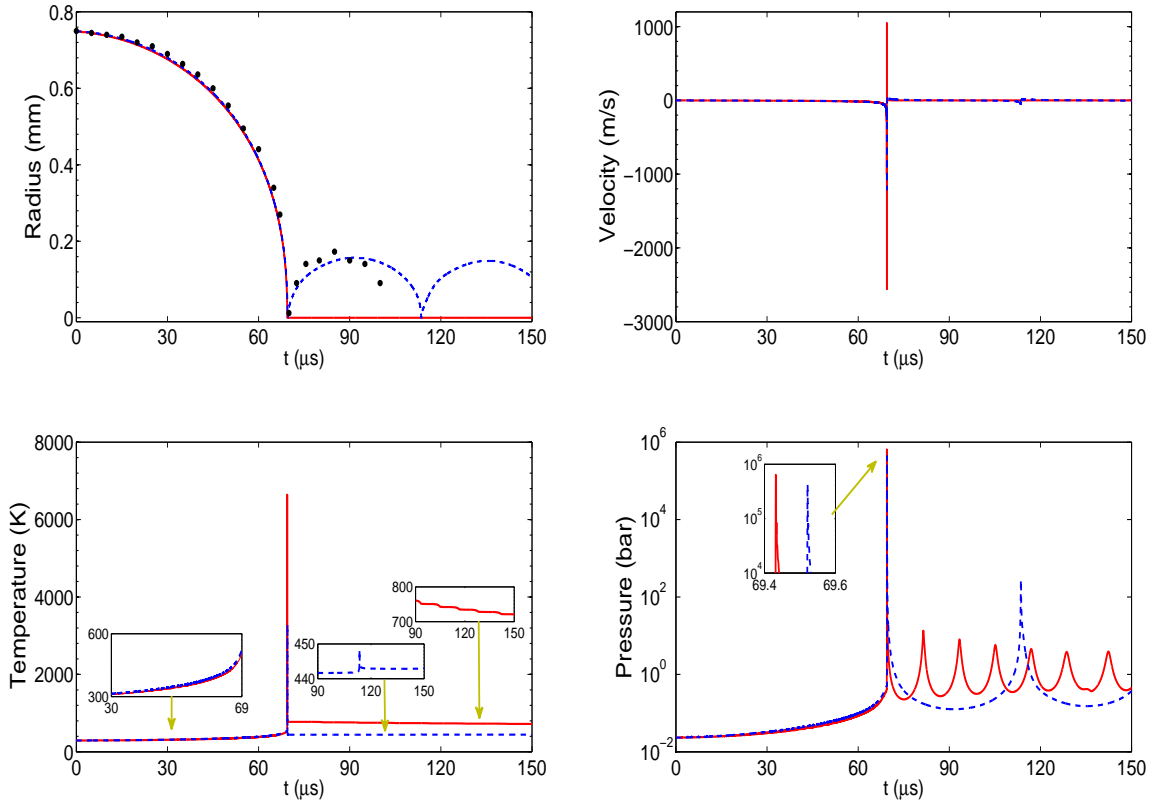 0.8
0.6
0.4
0.2
0
Radius (mm)
0 30 60 90 120 150
t (μs)
1000
0
−1000
−2000
−3000
Velocity (m/s)
0 30 60 90 120 150
t (μs)
8000
6000
4000
2000
0
Temperature (K)
600
300
30 69
450
440
90 120 150
800
700
90 120 150
0 30 60 90 120 150
t (μs)
10^6
10^4
10^2
10^0
10^−2
Pressure (bar)
10^6
10^5
10^4
69.4 69.6
0 30 60 90 120 150
t (μs)